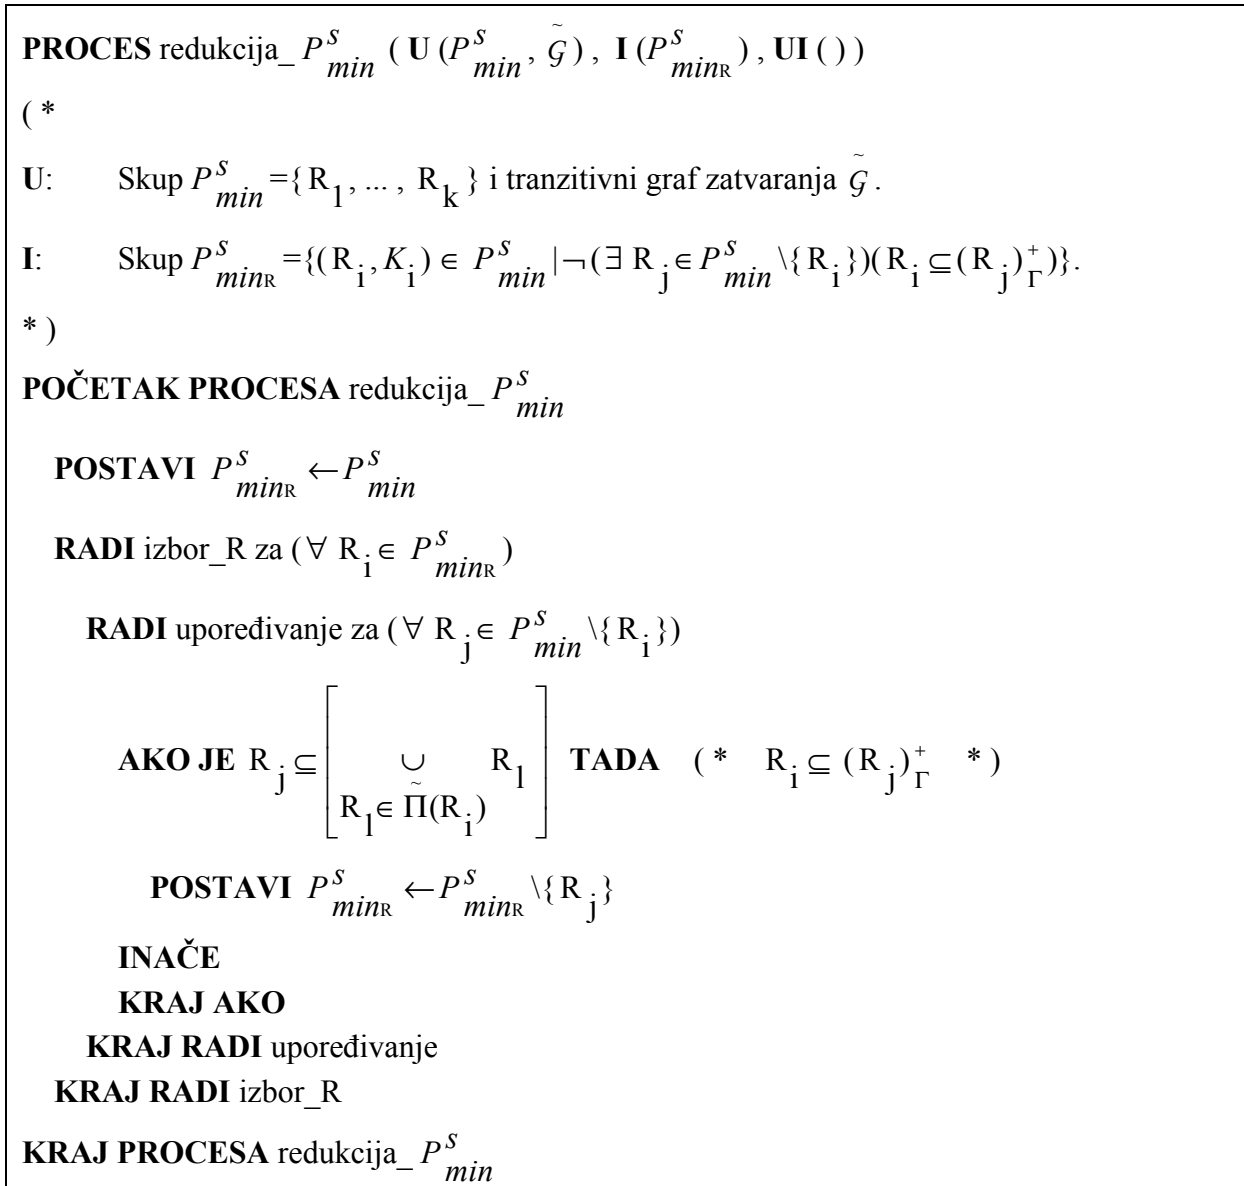 PROCES redukcija_ P^s_min ( U (P^s_min, G̃ ) , I (P^s_minR ) , UI ( ) )
( *
U: Skup P^s_min ={ R_1, ... , R_k } i tranzitivni graf zatvaranja G̃ .
I: Skup P^s_minR ={( R_i , K_i ) ∈ P^s_min | ¬ ( ∃ R_j ∈ P^s_min \{ R_i })( R_i ⊆ ( R_j )^+_Γ )}.
* )
POČETAK PROCESA redukcija_ P^s_min
POSTAVI P^s_minR ← P^s_min
RADI izbor_R za ( ∀ R_i ∈ P^s_minR )
RADI upoređivanje za ( ∀ R_j ∈ P^s_min \{ R_i })
AKO JE R_j ⊆ [ ∪_{R_l ∈ Π̃(R_i)} R_l ] TADA ( * R_i ⊆ ( R_j )^+_Γ * )
POSTAVI P^s_minR ← P^s_minR \{ R_j }
INAČE
KRAJ AKO
KRAJ RADI upoređivanje
KRAJ RADI izbor_R
KRAJ PROCESA redukcija_ P^s_min